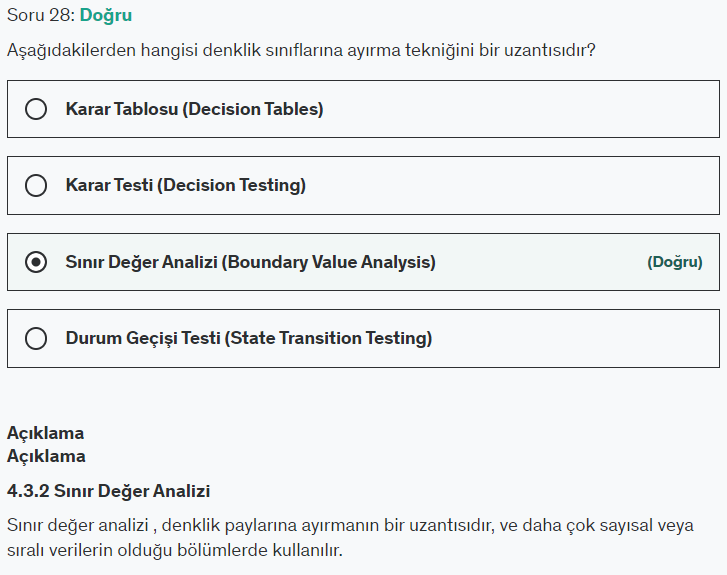 Soru 28: Doğru
Aşağıdakilerden hangisi denklik sınıflarına ayırma tekniğini bir uzantısıdır?
Karar Tablosu (Decision Tables)
Karar Testi (Decision Testing)
Sınır Değer Analizi (Boundary Value Analysis) (Doğru)
Durum Geçişi Testi (State Transition Testing)
Açıklama
Açıklama
4.3.2 Sınır Değer Analizi
Sınır değer analizi , denklik paylarına ayırmanın bir uzantısıdır, ve daha çok sayısal veya
sıralı verilerin olduğu bölümlerde kullanılır.